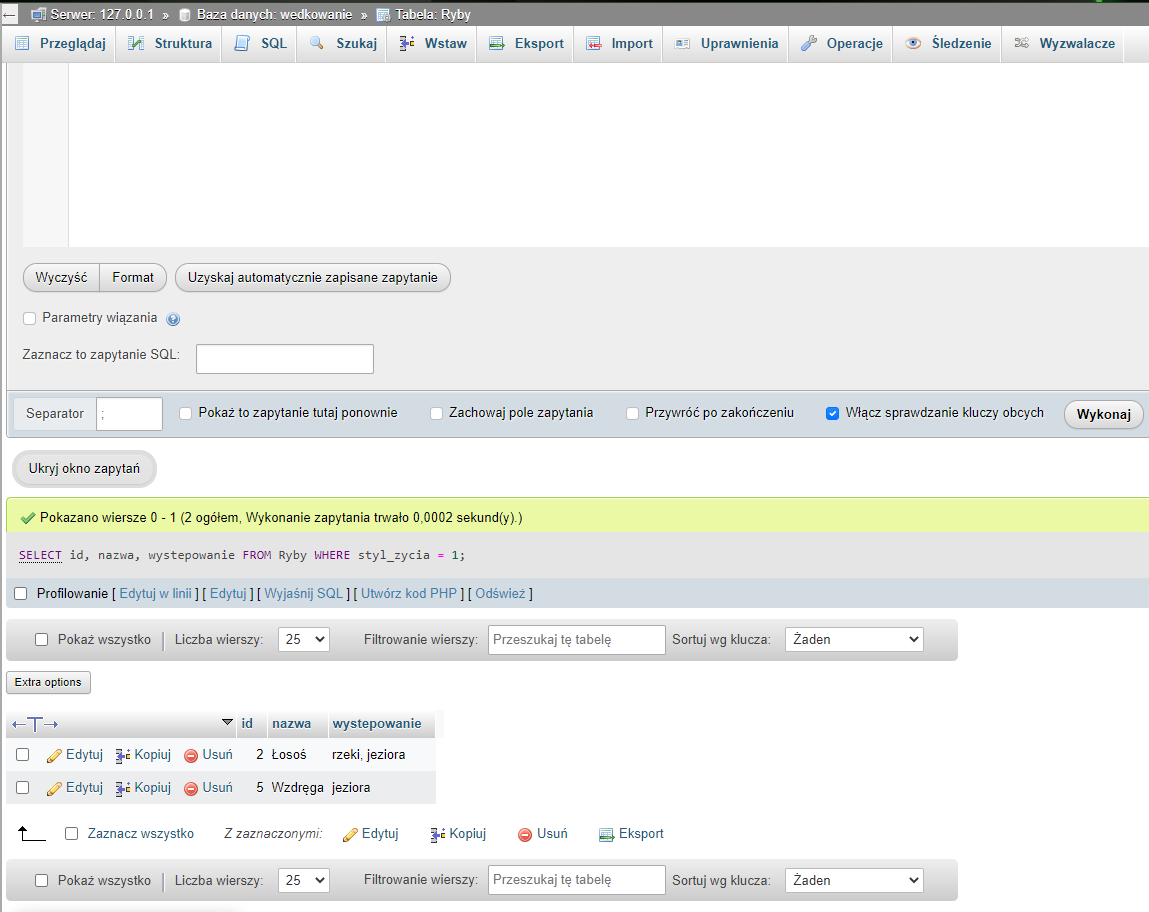 ← Serwer: 127.0.0.1 » Baza danych: wedkowanie » Tabela: Ryby
Przeglądaj Struktura SQL Szukaj Wstaw Eksport Import Uprawnienia Operacje Śledzenie Wyzwalacze
Wyczyść Format Uzyskaj automatycznie zapisane zapytanie
Parametry wiązania
Zaznacz to zapytanie SQL:
Separator ; Pokaż to zapytanie tutaj ponownie Zachowaj pole zapytania Przywróć po zakończeniu Włącz sprawdzanie kluczy obcych Wykonaj
Ukryj okno zapytań
Pokazano wiersze 0 - 1 (2 ogółem, Wykonanie zapytania trwało 0,0002 sekund(y).)
SELECT id, nazwa, wystepowanie FROM Ryby WHERE styl_zycia = 1;
Profilowanie [ Edytuj w linii ] [ Edytuj ] [ Wyjaśnij SQL ] [ Utwórz kod PHP ] [ Odśwież ]
Pokaż wszystko | Liczba wierszy: 25 Filtrowanie wierszy: Przeszukaj tę tabelę Sortuj wg klucza: Żaden
Extra options
←T→ id nazwa wystepowanie
Edytuj Kopiuj Usuń 2 Łosoś rzeki, jeziora
Edytuj Kopiuj Usuń 5 Wzdręga jeziora
Zaznacz wszystko Z zaznaczonymi: Edytuj Kopiuj Usuń Eksport
Pokaż wszystko | Liczba wierszy: 25 Filtrowanie wierszy: Przeszukaj tę tabelę Sortuj wg klucza: Żaden